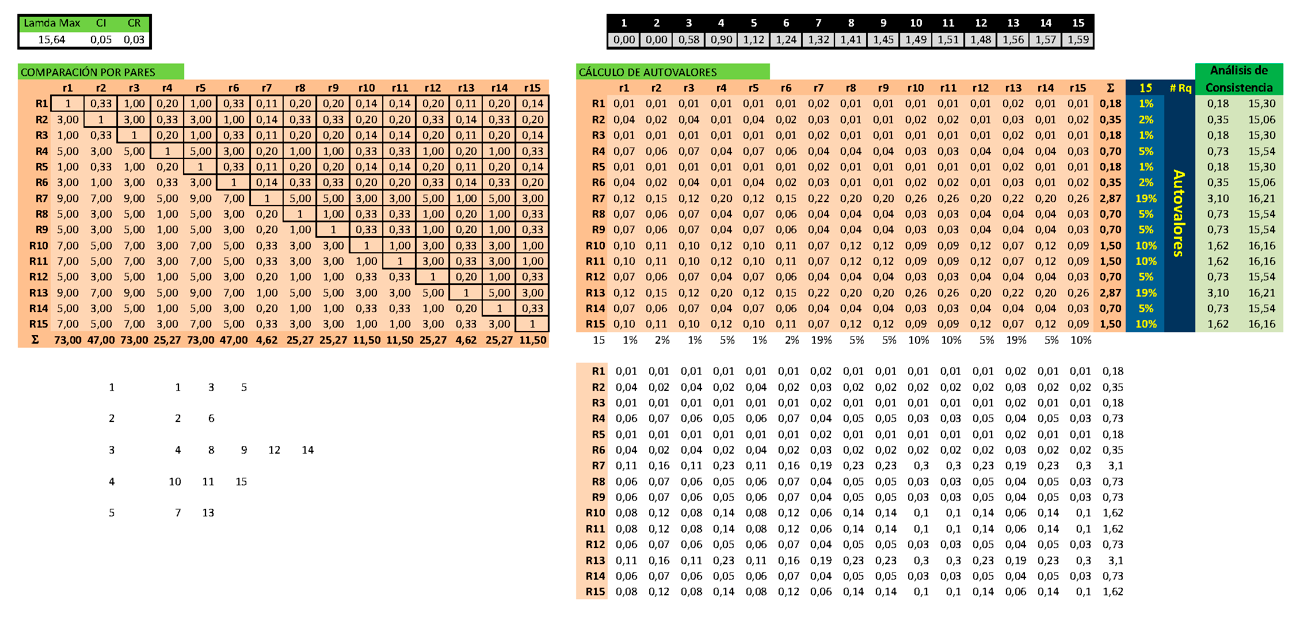 Lamda Max CI CR
15,64 0,05 0,03
1 2 3 4 5 6 7 8 9 10 11 12 13 14 15
0,00 0,00 0,58 0,90 1,12 1,24 1,32 1,41 1,45 1,49 1,51 1,48 1,56 1,57 1,59
COMPARACIÓN POR PARES
r1 r2 r3 r4 r5 r6 r7 r8 r9 r10 r11 r12 r13 r14 r15
R1 1 0,33 1,00 0,20 1,00 0,33 0,11 0,20 0,20 0,14 0,14 0,20 0,11 0,20 0,14
R2 3,00 1 3,00 0,33 3,00 1,00 0,14 0,33 0,33 0,20 0,20 0,33 0,14 0,33 0,20
R3 1,00 0,33 1 0,20 1,00 0,33 0,11 0,20 0,20 0,14 0,14 0,20 0,11 0,20 0,14
R4 5,00 3,00 5,00 1 5,00 3,00 0,20 1,00 1,00 0,33 0,33 1,00 0,20 1,00 0,33
R5 1,00 0,33 1,00 0,20 1 0,33 0,11 0,20 0,20 0,14 0,14 0,20 0,11 0,20 0,14
R6 3,00 1,00 3,00 0,33 3,00 1 0,14 0,33 0,33 0,20 0,20 0,33 0,14 0,33 0,20
R7 9,00 7,00 9,00 5,00 9,00 7,00 1 5,00 5,00 3,00 3,00 5,00 1,00 5,00 3,00
R8 5,00 3,00 5,00 1,00 5,00 3,00 0,20 1 1,00 0,33 0,33 1,00 0,20 1,00 0,33
R9 5,00 3,00 5,00 1,00 5,00 3,00 0,20 1,00 1 0,33 0,33 1,00 0,20 1,00 0,33
R10 7,00 5,00 7,00 3,00 7,00 5,00 0,33 3,00 3,00 1 1,00 3,00 0,33 3,00 1,00
R11 7,00 5,00 7,00 3,00 7,00 5,00 0,33 3,00 3,00 1,00 1 3,00 0,33 3,00 1,00
R12 5,00 3,00 5,00 1,00 5,00 3,00 0,20 1,00 1,00 0,33 0,33 1 0,20 1,00 0,33
R13 9,00 7,00 9,00 5,00 9,00 7,00 1,00 5,00 5,00 3,00 3,00 5,00 1 5,00 3,00
R14 5,00 3,00 5,00 1,00 5,00 3,00 0,20 1,00 1,00 0,33 0,33 1,00 0,20 1 0,33
R15 7,00 5,00 7,00 3,00 7,00 5,00 0,33 3,00 3,00 1,00 1,00 3,00 0,33 3,00 1
Σ 73,00 47,00 73,00 25,27 73,00 47,00 4,62 25,27 25,27 11,50 11,50 25,27 4,62 25,27 11,50
1 1 3 5
2 2 6
3 4 8 9 12 14
4 10 11 15
5 7 13
CÁLCULO DE AUTOVALORES Análisis de
r1 r2 r3 r4 r5 r6 r7 r8 r9 r10 r11 r12 r13 r14 r15 Σ 15 # Rq Consistencia
R1 0,01 0,01 0,01 0,01 0,01 0,01 0,02 0,01 0,01 0,01 0,01 0,01 0,02 0,01 0,01 0,18 1% 0,18 15,30
R2 0,04 0,02 0,04 0,01 0,04 0,02 0,03 0,01 0,01 0,02 0,02 0,01 0,03 0,01 0,02 0,35 2% 0,35 15,06
R3 0,01 0,01 0,01 0,01 0,01 0,01 0,02 0,01 0,01 0,01 0,01 0,01 0,02 0,01 0,01 0,18 1% 0,18 15,30
R4 0,07 0,06 0,07 0,04 0,07 0,06 0,04 0,04 0,04 0,03 0,03 0,04 0,04 0,04 0,03 0,70 5% 0,73 15,54
R5 0,01 0,01 0,01 0,01 0,01 0,01 0,02 0,01 0,01 0,01 0,01 0,01 0,02 0,01 0,01 0,18 1% 0,18 15,30
R6 0,04 0,02 0,04 0,01 0,04 0,02 0,03 0,01 0,01 0,02 0,02 0,01 0,03 0,01 0,02 0,35 2% 0,35 15,06
R7 0,12 0,15 0,12 0,20 0,12 0,15 0,22 0,20 0,20 0,26 0,26 0,20 0,22 0,20 0,26 2,87 19% 3,10 16,21
R8 0,07 0,06 0,07 0,04 0,07 0,06 0,04 0,04 0,04 0,03 0,03 0,04 0,04 0,04 0,03 0,70 5% 0,73 15,54
R9 0,07 0,06 0,07 0,04 0,07 0,06 0,04 0,04 0,04 0,03 0,03 0,04 0,04 0,04 0,03 0,70 5% 0,73 15,54
R10 0,10 0,11 0,10 0,12 0,10 0,11 0,07 0,12 0,12 0,09 0,09 0,12 0,07 0,12 0,09 1,50 10% 1,62 16,16
R11 0,10 0,11 0,10 0,12 0,10 0,11 0,07 0,12 0,12 0,09 0,09 0,12 0,07 0,12 0,09 1,50 10% 1,62 16,16
R12 0,07 0,06 0,07 0,04 0,07 0,06 0,04 0,04 0,04 0,03 0,03 0,04 0,04 0,04 0,03 0,70 5% 0,73 15,54
R13 0,12 0,15 0,12 0,20 0,12 0,15 0,22 0,20 0,20 0,26 0,26 0,20 0,22 0,20 0,26 2,87 19% 3,10 16,21
R14 0,07 0,06 0,07 0,04 0,07 0,06 0,04 0,04 0,04 0,03 0,03 0,04 0,04 0,04 0,03 0,70 5% 0,73 15,54
R15 0,10 0,11 0,10 0,12 0,10 0,11 0,07 0,12 0,12 0,09 0,09 0,12 0,07 0,12 0,09 1,50 10% 1,62 16,16
Autovalores
15 1% 2% 1% 5% 1% 2% 19% 5% 5% 10% 10% 5% 19% 5% 10%
R1 0,01 0,01 0,01 0,01 0,01 0,01 0,02 0,01 0,01 0,01 0,01 0,01 0,02 0,01 0,01 0,18
R2 0,04 0,02 0,04 0,02 0,04 0,02 0,03 0,02 0,02 0,02 0,02 0,02 0,03 0,02 0,02 0,35
R3 0,01 0,01 0,01 0,01 0,01 0,01 0,02 0,01 0,01 0,01 0,01 0,01 0,02 0,01 0,01 0,18
R4 0,06 0,07 0,06 0,05 0,06 0,07 0,04 0,05 0,05 0,03 0,03 0,05 0,04 0,05 0,03 0,73
R5 0,01 0,01 0,01 0,01 0,01 0,01 0,02 0,01 0,01 0,01 0,01 0,01 0,02 0,01 0,01 0,18
R6 0,04 0,02 0,04 0,02 0,04 0,02 0,03 0,02 0,02 0,02 0,02 0,02 0,03 0,02 0,02 0,35
R7 0,11 0,16 0,11 0,23 0,11 0,16 0,19 0,23 0,23 0,3 0,3 0,23 0,19 0,23 0,3 3,1
R8 0,06 0,07 0,06 0,05 0,06 0,07 0,04 0,05 0,05 0,03 0,03 0,05 0,04 0,05 0,03 0,73
R9 0,06 0,07 0,06 0,05 0,06 0,07 0,04 0,05 0,05 0,03 0,03 0,05 0,04 0,05 0,03 0,73
R10 0,08 0,12 0,08 0,14 0,08 0,12 0,06 0,14 0,14 0,1 0,1 0,14 0,06 0,14 0,1 1,62
R11 0,08 0,12 0,08 0,14 0,08 0,12 0,06 0,14 0,14 0,1 0,1 0,14 0,06 0,14 0,1 1,62
R12 0,06 0,07 0,06 0,05 0,06 0,07 0,04 0,05 0,05 0,03 0,03 0,05 0,04 0,05 0,03 0,73
R13 0,11 0,16 0,11 0,23 0,11 0,16 0,19 0,23 0,23 0,3 0,3 0,23 0,19 0,23 0,3 3,1
R14 0,06 0,07 0,06 0,05 0,06 0,07 0,04 0,05 0,05 0,03 0,03 0,05 0,04 0,05 0,03 0,73
R15 0,08 0,12 0,08 0,14 0,08 0,12 0,06 0,14 0,14 0,1 0,1 0,14 0,06 0,14 0,1 1,62